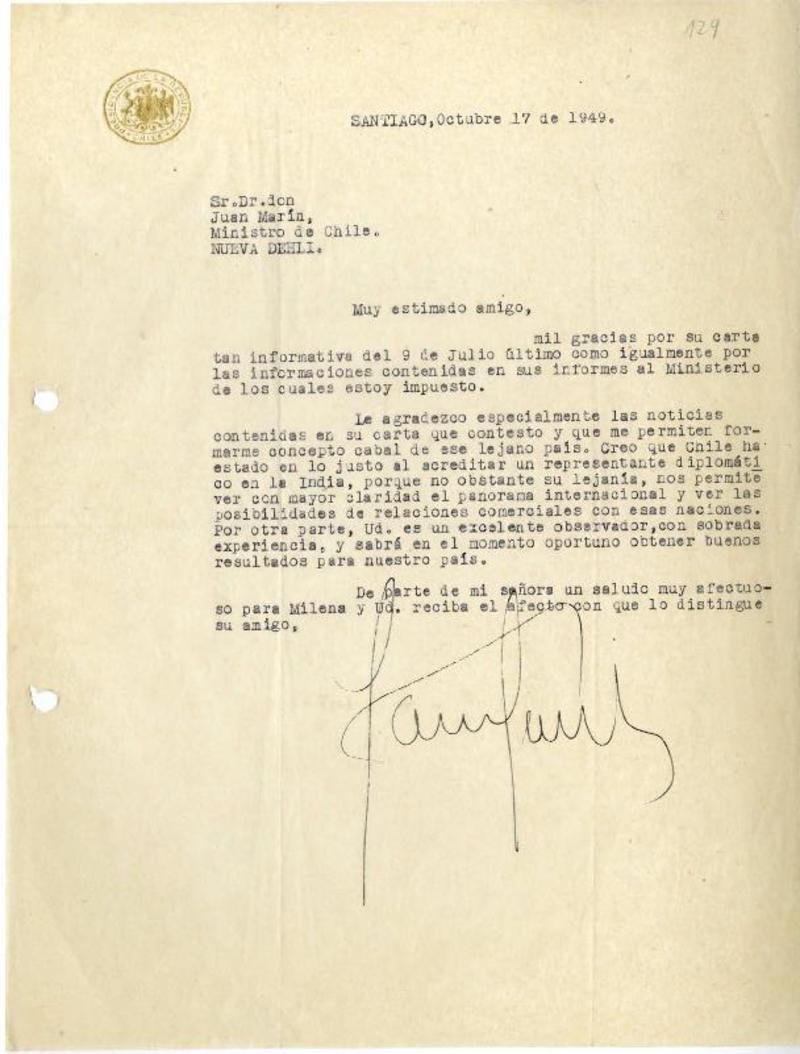 129
PRESIDENCIA DE LA REPUBLICA
CHILE
SANTIAGO,Octubre 17 de 1949.
Sr.Dr.don
Juan Marín,
Ministro de Chile.
NUEVA DEHLI.
Muy estimado amigo,
mil gracias por su carta
tan informativa del 9 de Julio último como igualmente por
las informaciones contenidas en sus informes al Ministerio
de los cuales estoy impuesto.
Le agradezco especialmente las noticias
contenidas en su carta que contesto y que me permiten for-
marme concepto cabal de ese lejano país. Creo que Chile ha
estado en lo justo al acreditar un representante diplomáti
co en la India, porque no obstante su lejanía, nos permite
ver con mayor claridad el panorama internacional y ver las
posibilidades de relaciones comerciales con esas naciones.
Por otra parte, Ud. es un excelente observador,con sobrada
experiencia, y sabrá en el momento oportuno obtener buenos
resultados para nuestro país.
De parte de mi señora un saludo muy afectuo-
so para Milena y Ud. reciba el afecto con que lo distingue
su amigo,